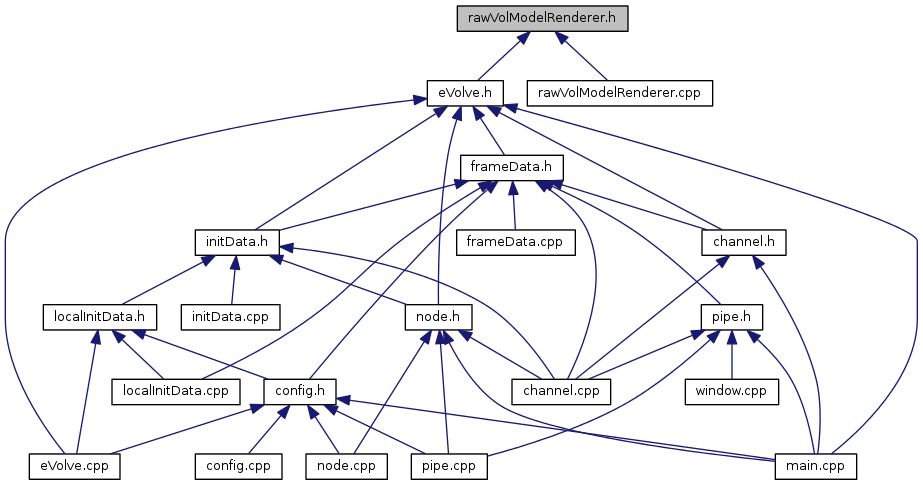 rawVolModelRenderer.h
eVolve.h
rawVolModelRenderer.cpp
frameData.h
initData.h
frameData.cpp
channel.h
localInitData.h
initData.cpp
node.h
pipe.h
localInitData.cpp
config.h
channel.cpp
window.cpp
eVolve.cpp
config.cpp
node.cpp
pipe.cpp
main.cpp